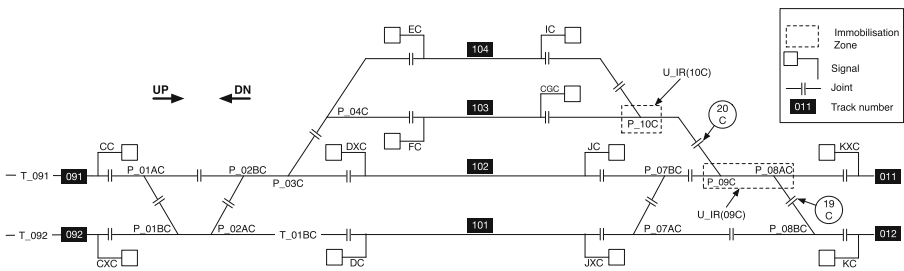 EC
104
IC
Immobilisation
Zone
Signal
Joint
011
Track number
UP
DN
U_IR(10C)
CGC
103
P_04C
FC
P_10C
20
C
CC
DXC
JC
KXC
T_091
091
P_01AC
P_02BC
P_03C
102
P_07BC
P_09C
P_08AC
011
U_IR(09C)
19
C
T_092
092
P_01BC
P_02AC
T_01BC
101
P_07AC
P_08BC
012
CXC
DC
JXC
KC